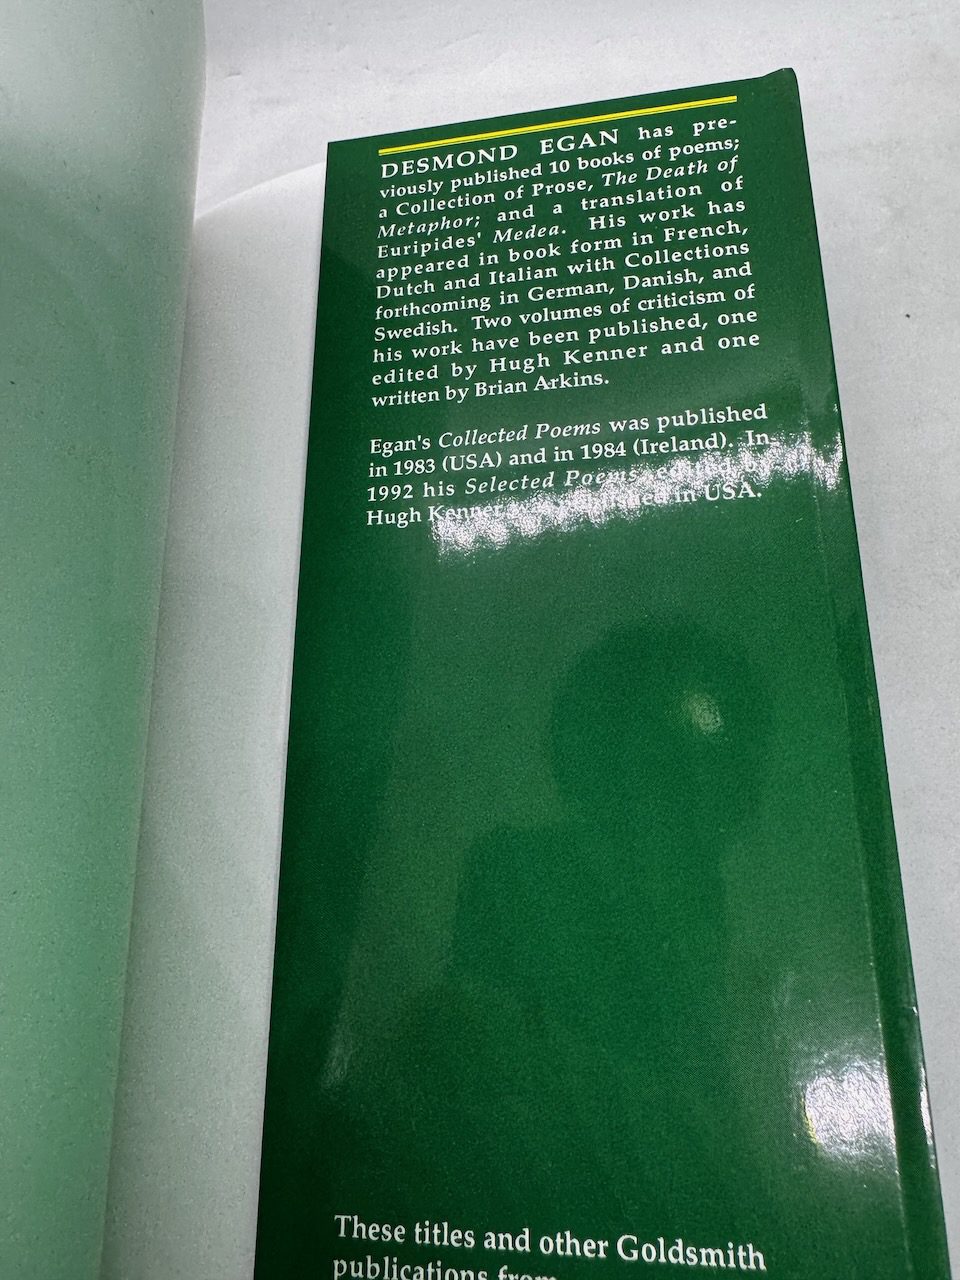 DESMOND EGAN has pre-
viously published 10 books of poems;
a Collection of Prose, The Death of
Metaphor; and a translation of
Euripides' Medea. His work has
appeared in book form in French,
Dutch and Italian with Collections
forthcoming in German, Danish, and
Swedish. Two volumes of criticism of
his work have been published, one
edited by Hugh Kenner and one
written by Brian Arkins.
Egan's Collected Poems was published
in 1983 (USA) and in 1984 (Ireland). In
1992 his Selected Poems, edited by
Hugh Kenner was published in USA.
These titles and other Goldsmith
publications from